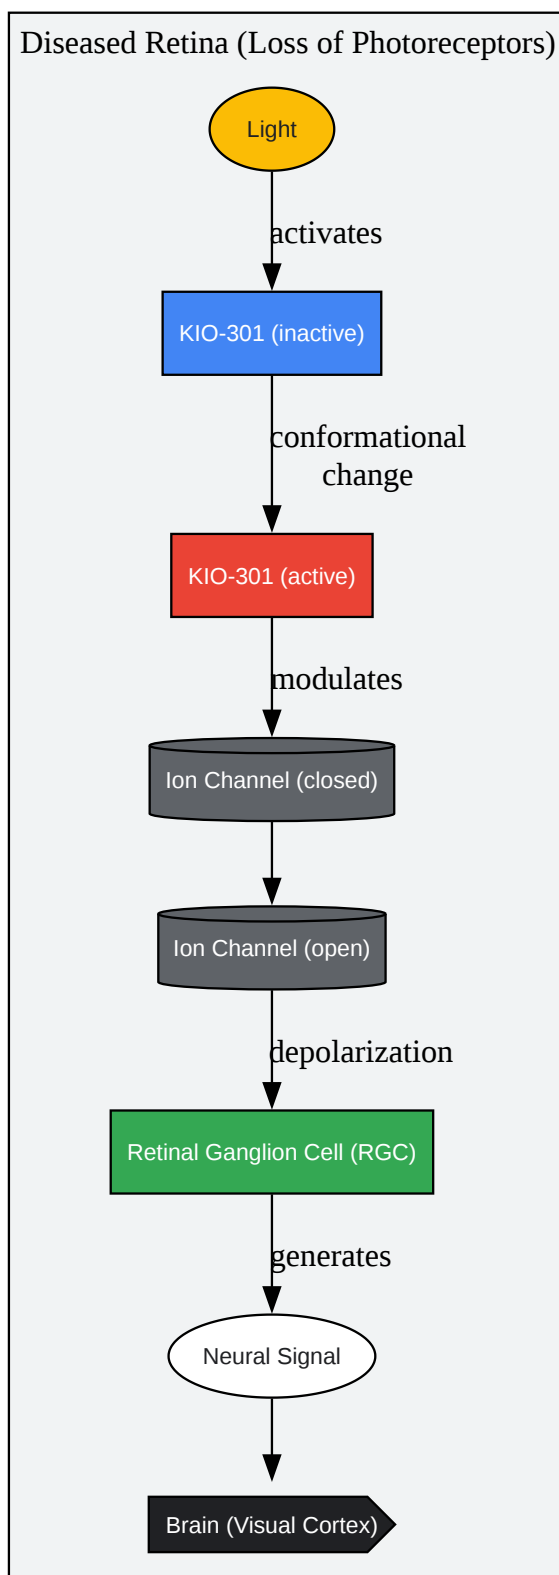 Diseased Retina (Loss of Photoreceptors)
Light
activates
KIO-301 (inactive)
conformational
change
KIO-301 (active)
modulates
Ion Channel (closed)
Ion Channel (open)
depolarization
Retinal Ganglion Cell (RGC)
generates
Neural Signal
Brain (Visual Cortex)